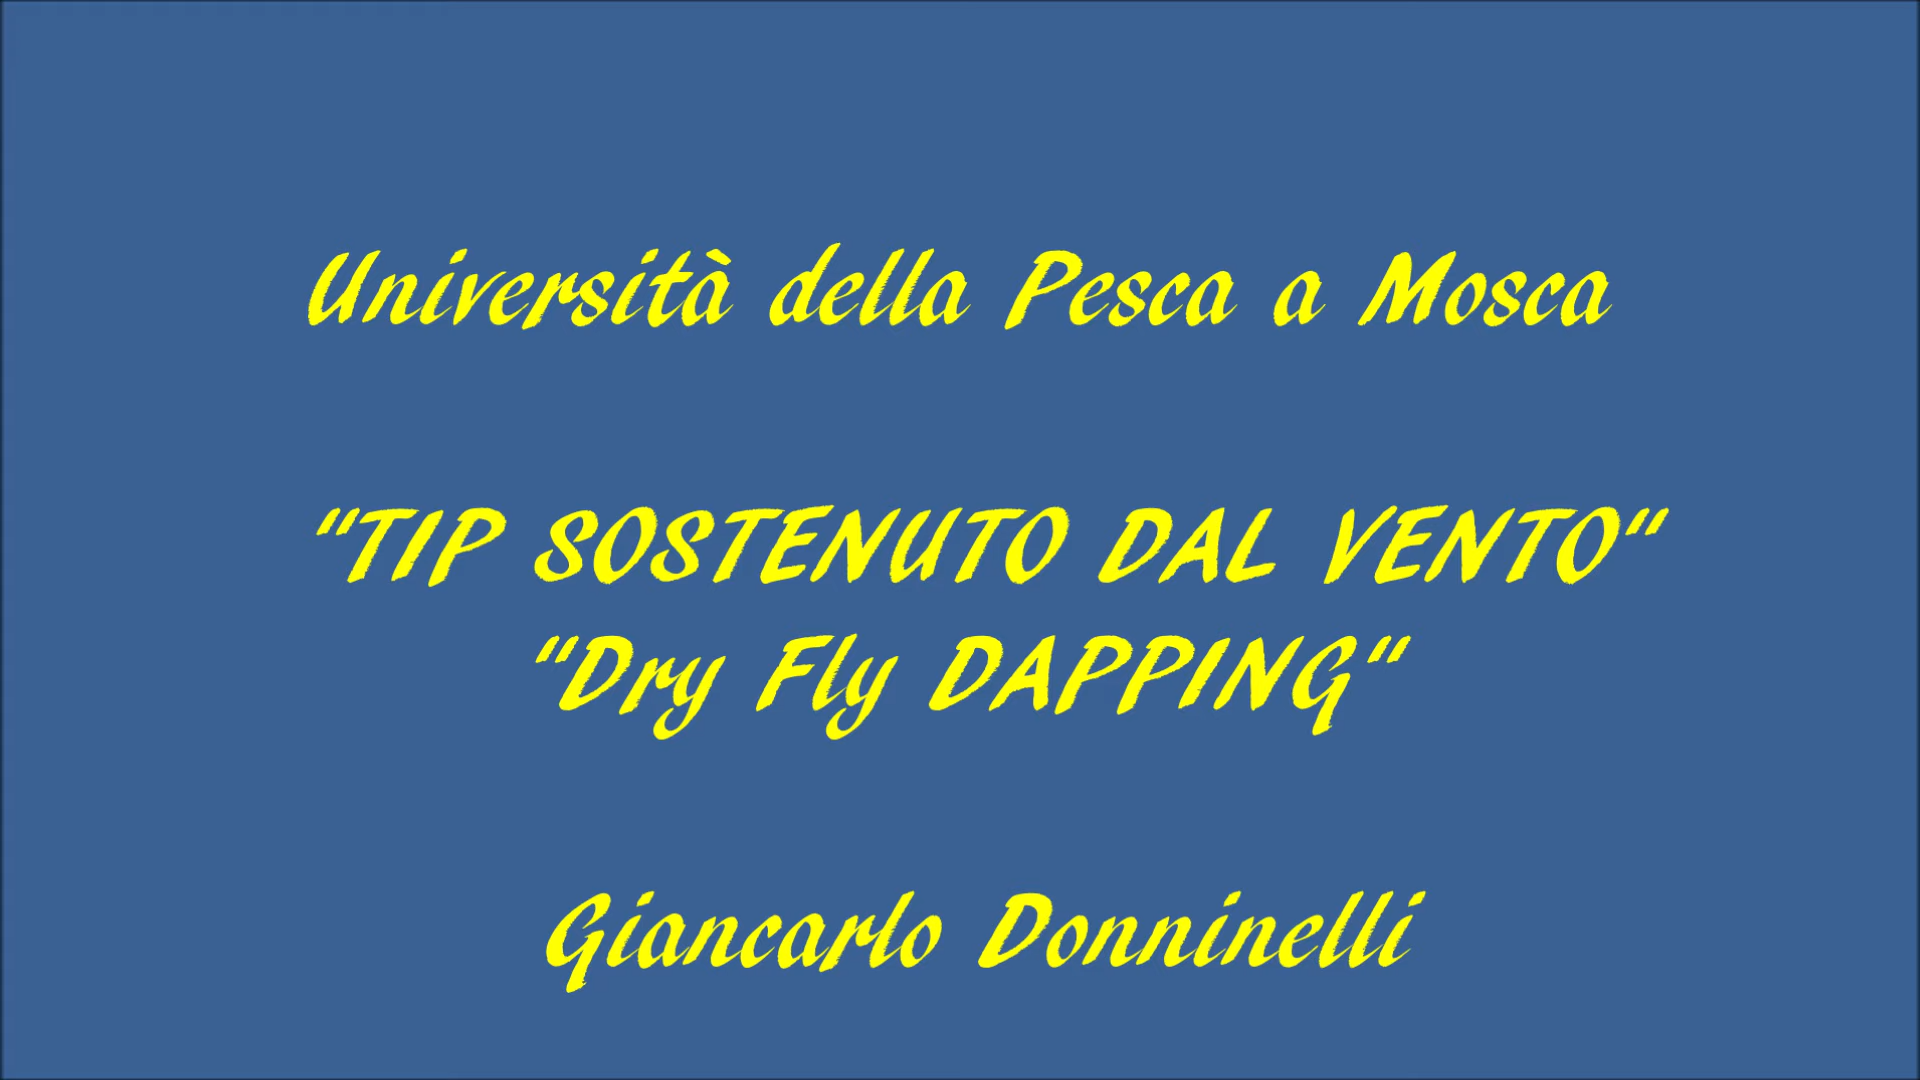 Università della Pesca a Mosca
"TIP SOSTENUTO DAL VENTO"
"Dry Fly DAPPING"
Giancarlo Donninelli